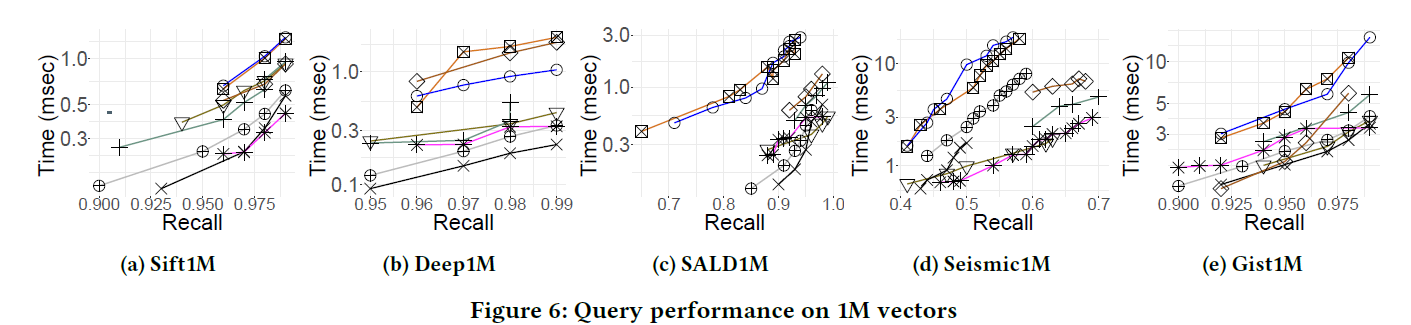 Time (msec)
1.0
0.5
0.3
0.900 0.925 0.950 0.975
Recall
(a) Sift1M
Time (msec)
1.0
0.3
0.1
0.95 0.96 0.97 0.98 0.99
Recall
(b) Deep1M
Time (msec)
3.0
1.0
0.3
0.7 0.8 0.9 1.0
Recall
(c) SALD1M
Time (msec)
10
3
1
0.4 0.5 0.6 0.7
Recall
(d) Seismic1M
Time (msec)
10
5
3
0.900 0.925 0.950 0.975
Recall
(e) Gist1M
Figure 6: Query performance on 1M vectors